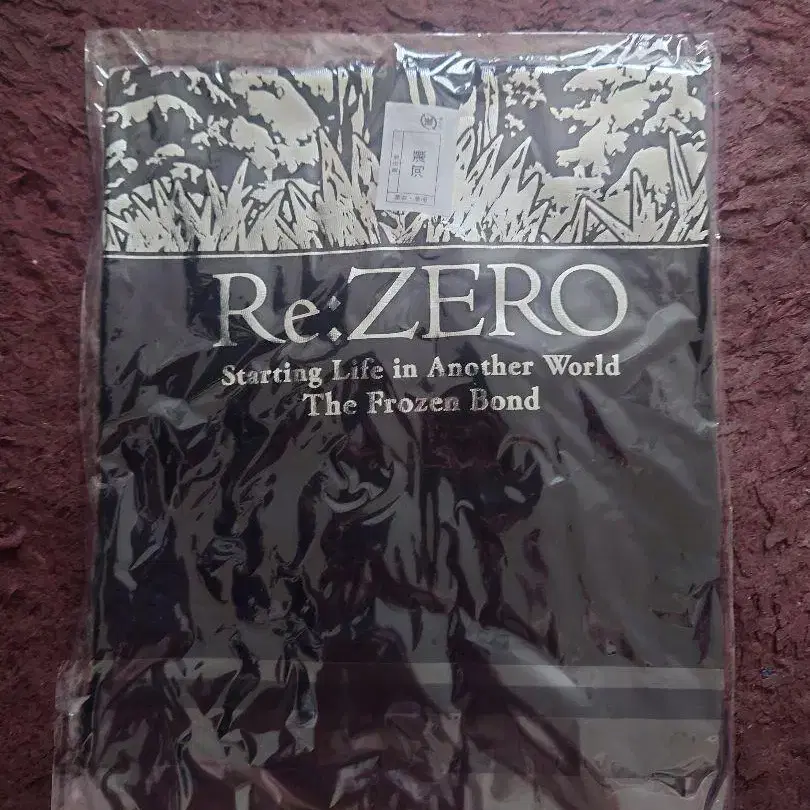 Re:ZERO
Starting Life in Another World
The Frozen Bond